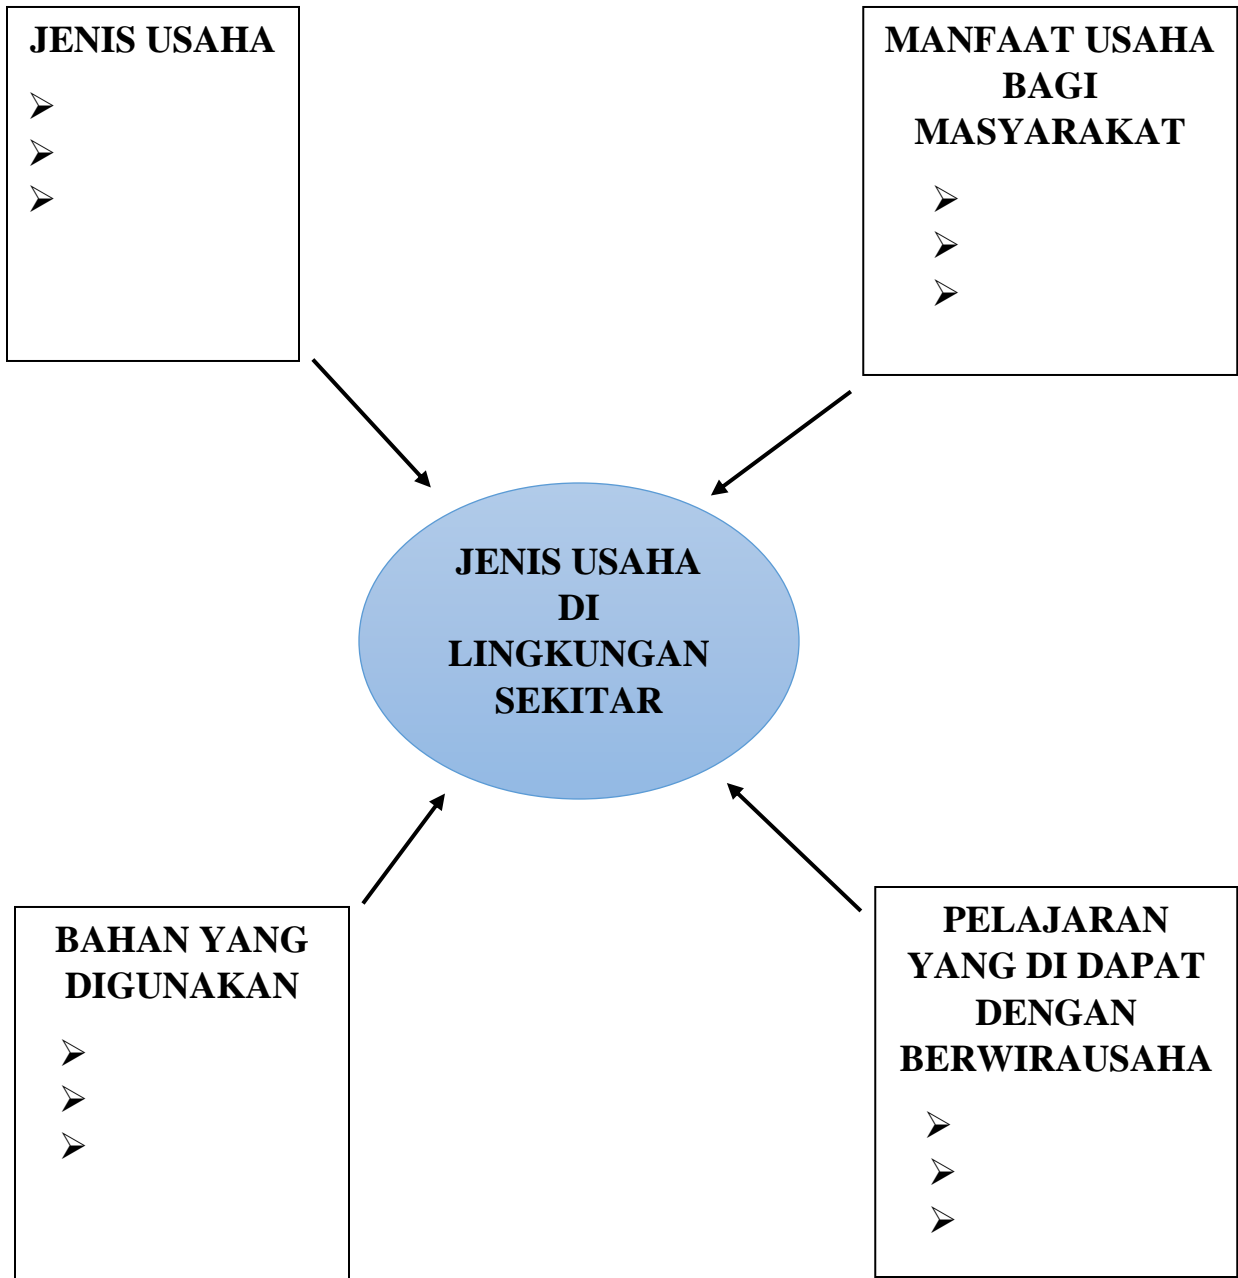 JENIS USAHA
➢
➢
➢
MANFAAT USAHA
BAGI
MASYARAKAT
➢
➢
➢
JENIS USAHA
DI
LINGKUNGAN
SEKITAR
BAHAN YANG
DIGUNAKAN
➢
➢
➢
PELAJARAN
YANG DI DAPAT
DENGAN
BERWIRAUSAHA
➢
➢
➢